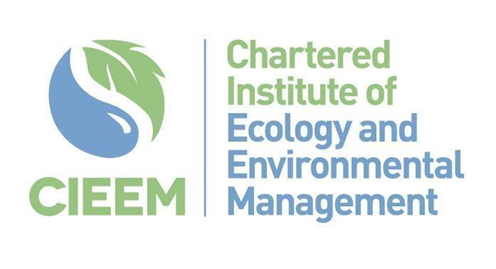 CIEEM
Chartered
Institute of
Ecology and
Environmental
Management